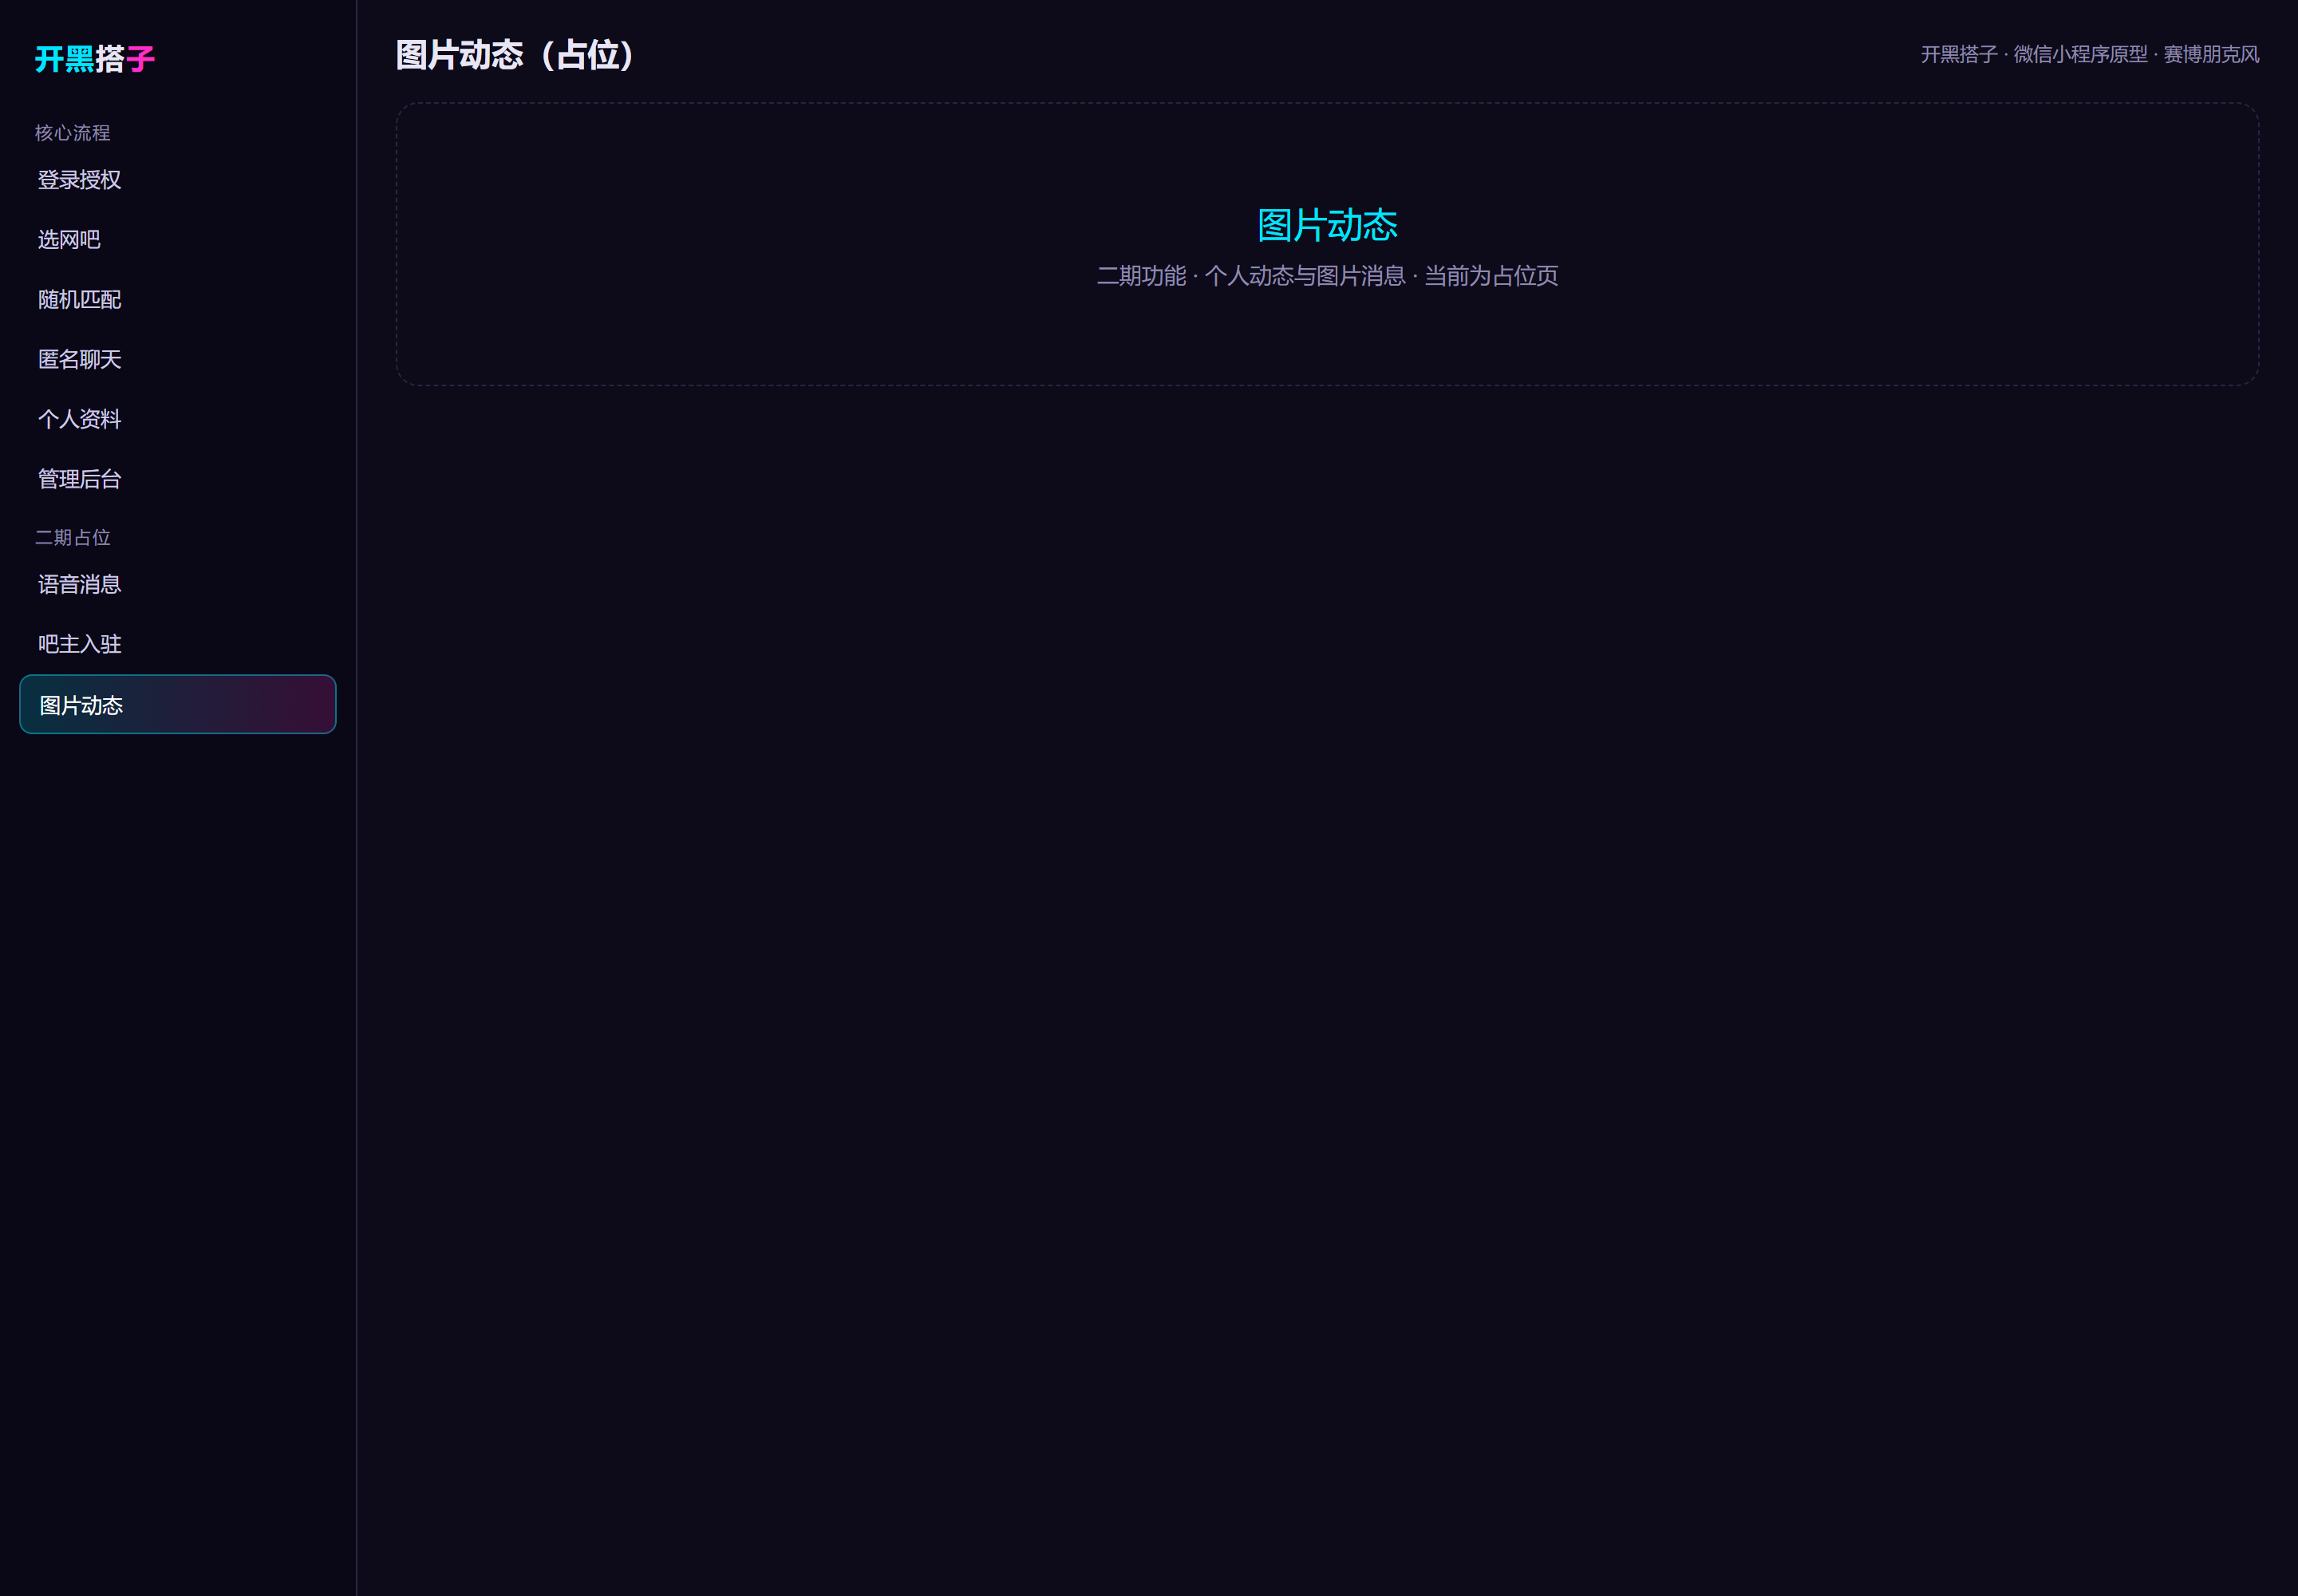 开黑搭子
核心流程
登录授权
选网吧
随机匹配
匿名聊天
个人资料
管理后台
二期占位
语音消息
吧主入驻
图片动态
图片动态（占位）
开黑搭子 · 微信小程序原型 · 赛博朋克风
图片动态
二期功能 · 个人动态与图片消息 · 当前为占位页